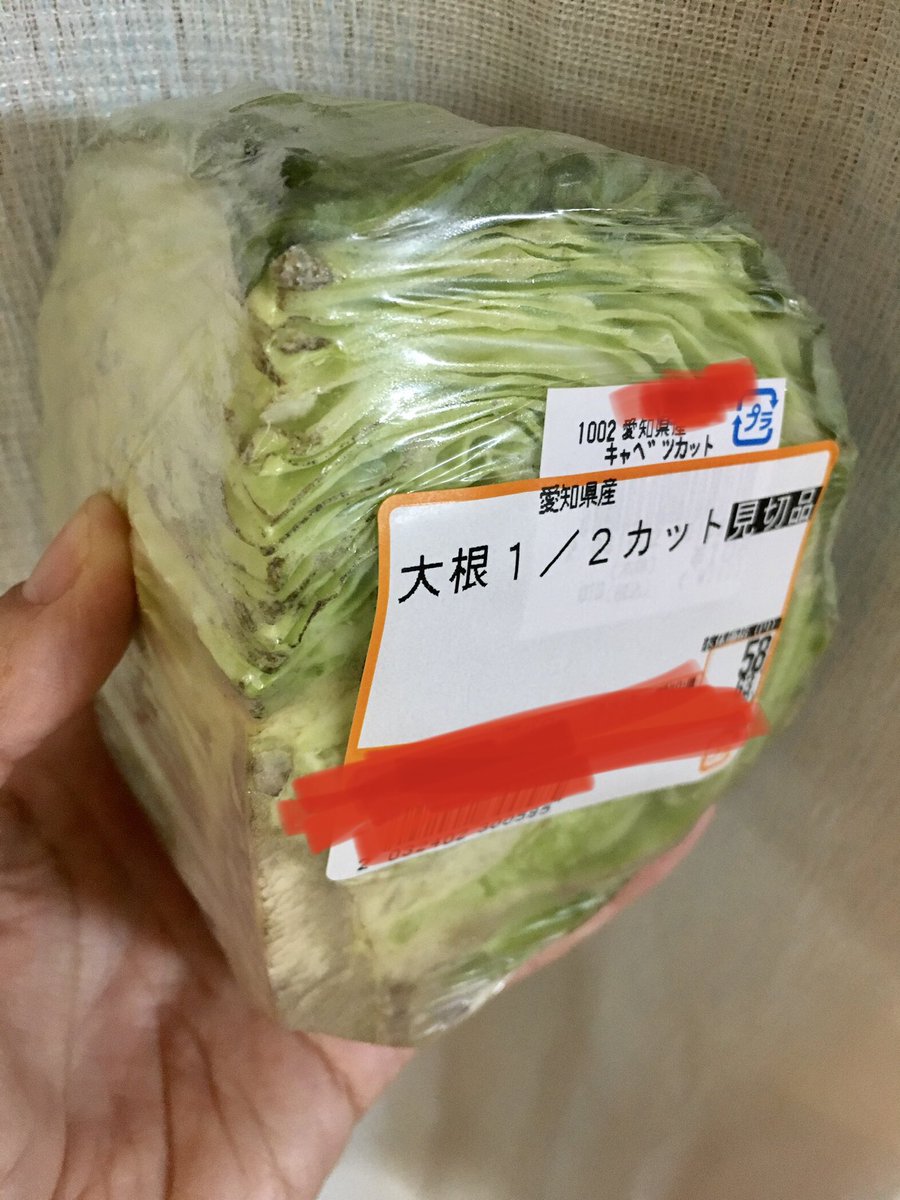 1002 愛知県産
キャベツカット
プラ
愛知県産
大根1/2カット見切品
58